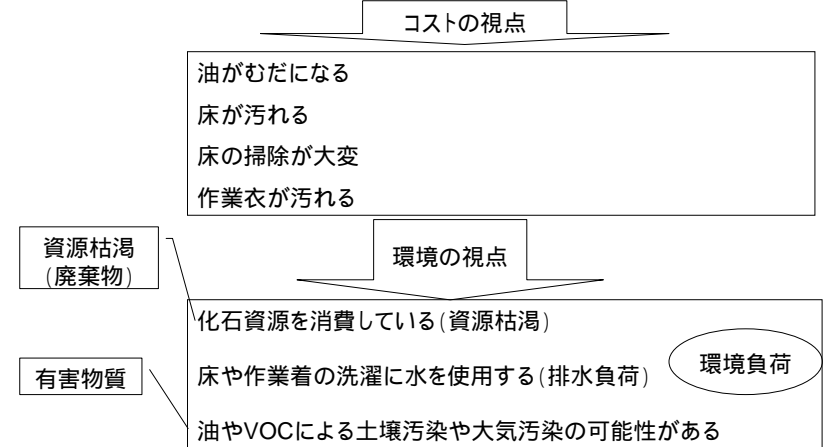 コストの視点
油がむだになる
床が汚れる
床の掃除が大変
作業衣が汚れる
資源枯渇
(廃棄物)
環境の視点
化石資源を消費している(資源枯渇)
環境負荷
有害物質
床や作業着の洗濯に水を使用する(排水負荷)
油やVOCによる土壌汚染や大気汚染の可能性がある